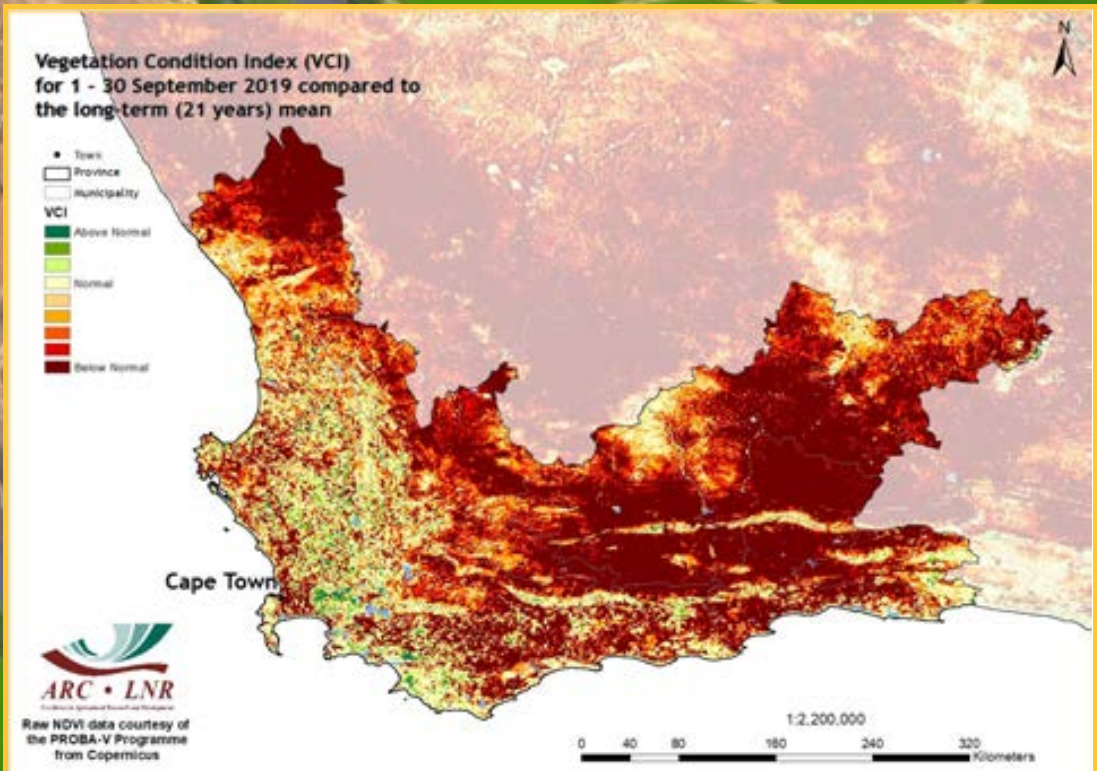 Vegetation Condition Index (VCI)
for 1 - 30 September 2019 compared to
the long-term (21 years) mean
N
Town
Province
Municipality
VCI
Above Normal
Normal
Below Normal
Cape Town
ARC • LNR
Raw NDVI data courtesy of
the PROBA-V Programme
from Copernicus
1:2,200,000
0 40 80 160 240 320
Kilometers